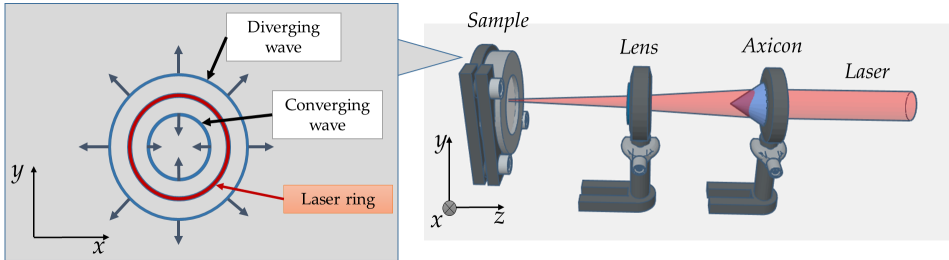 Diverging
wave
Converging
wave
Laser ring
y
x
Sample
Lens
Axicon
Laser
y
x
z